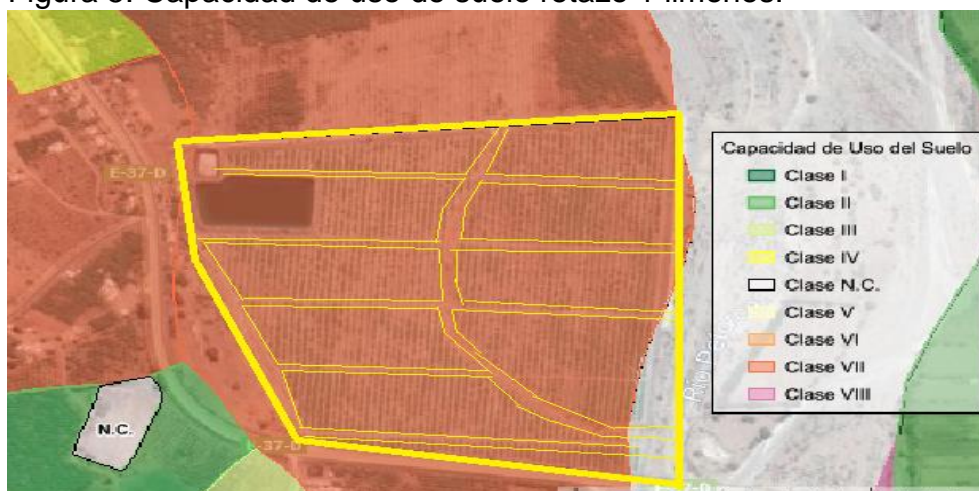 Capacidad de Uso del Suelo
Clase I
Clase II
Clase III
Clase IV
Clase N.C.
Clase V
Clase VI
Clase VII
Clase VIII
E-37-D
N.C.
-37-D